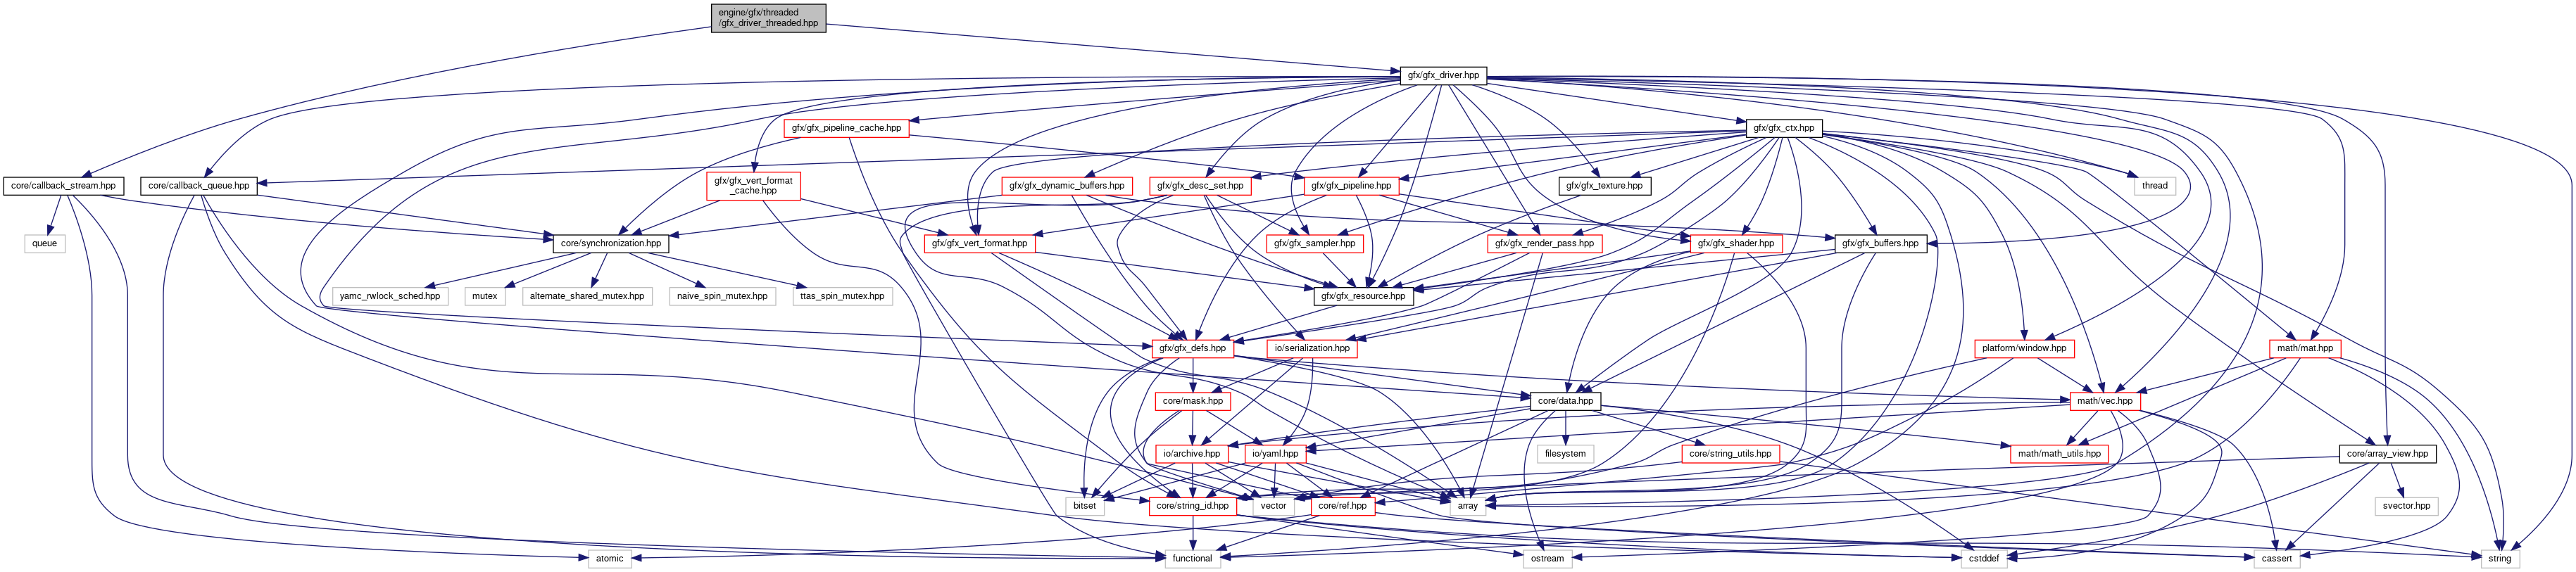 engine/gfx/threaded
/gfx_driver_threaded.hpp
gfx/gfx_driver.hpp
gfx/gfx_pipeline_cache.hpp
gfx/gfx_ctx.hpp
core/callback_stream.hpp
core/callback_queue.hpp
gfx/gfx_vert_format
_cache.hpp
gfx/gfx_dynamic_buffers.hpp
gfx/gfx_desc_set.hpp
gfx/gfx_pipeline.hpp
gfx/gfx_texture.hpp
thread
queue
core/synchronization.hpp
gfx/gfx_vert_format.hpp
gfx/gfx_sampler.hpp
gfx/gfx_render_pass.hpp
gfx/gfx_shader.hpp
gfx/gfx_buffers.hpp
yamc_rwlock_sched.hpp
mutex
alternate_shared_mutex.hpp
naive_spin_mutex.hpp
ttas_spin_mutex.hpp
gfx/gfx_resource.hpp
gfx/gfx_defs.hpp
io/serialization.hpp
platform/window.hpp
math/mat.hpp
core/mask.hpp
core/data.hpp
math/vec.hpp
io/archive.hpp
io/yaml.hpp
filesystem
core/string_utils.hpp
math/math_utils.hpp
core/array_view.hpp
bitset
core/string_id.hpp
vector
core/ref.hpp
array
svector.hpp
atomic
functional
ostream
cstddef
cassert
string